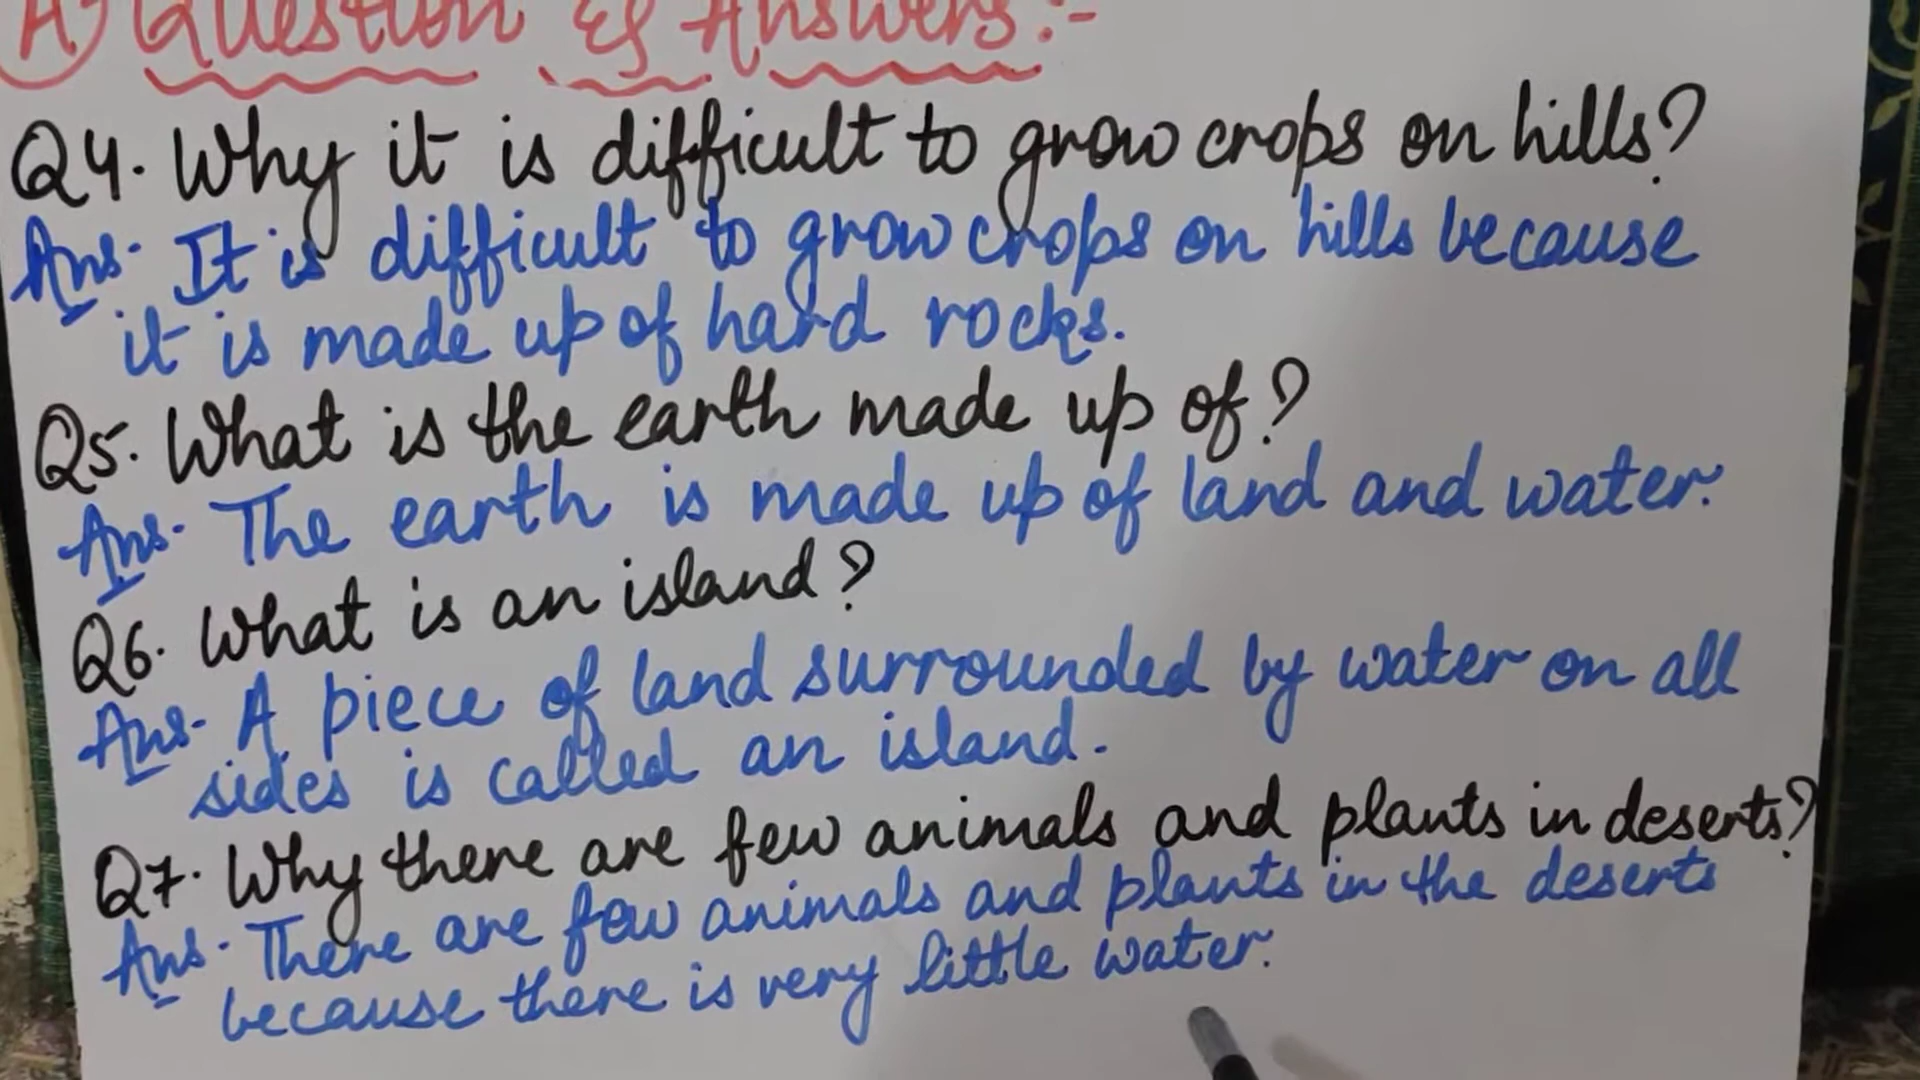 A) Question & Answers:-
Q4. Why it is difficult to grow crops on hills?
Ans- It is difficult to grow crops on hills because
it is made up of hard rocks.
Q5. What is the earth made up of?
Ans- The earth is made up of land and water.
Q6. What is an island?
Ans- A piece of land surrounded by water on all
sides is called an island.
Q7. Why there are few animals and plants in deserts?
Ans- There are few animals and plants in the deserts
because there is very little water.